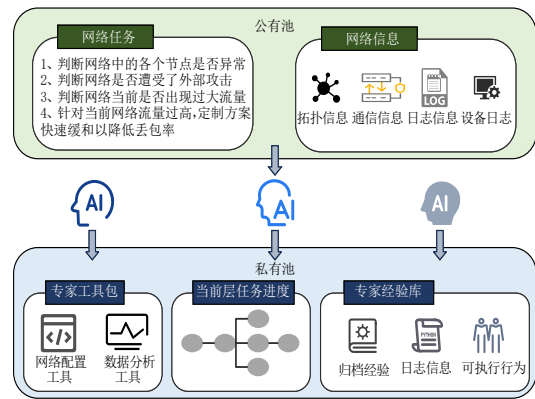 公有池
网络任务
1、判断网络中的各个节点是否异常
2、判断网络是否遭受了外部攻击
3、判断网络当前是否出现过大流量
4、针对当前网络流量过高,定制方案
快速缓和以降低丢包率
网络信息
LOG
拓扑信息 通信信息 日志信息 设备日志
AI AI AI
私有池
专家工具包
网络配置
工具
数据分析
工具
当前层任务进度
专家经验库
PYTHON
归档经验 日志信息 可执行行为